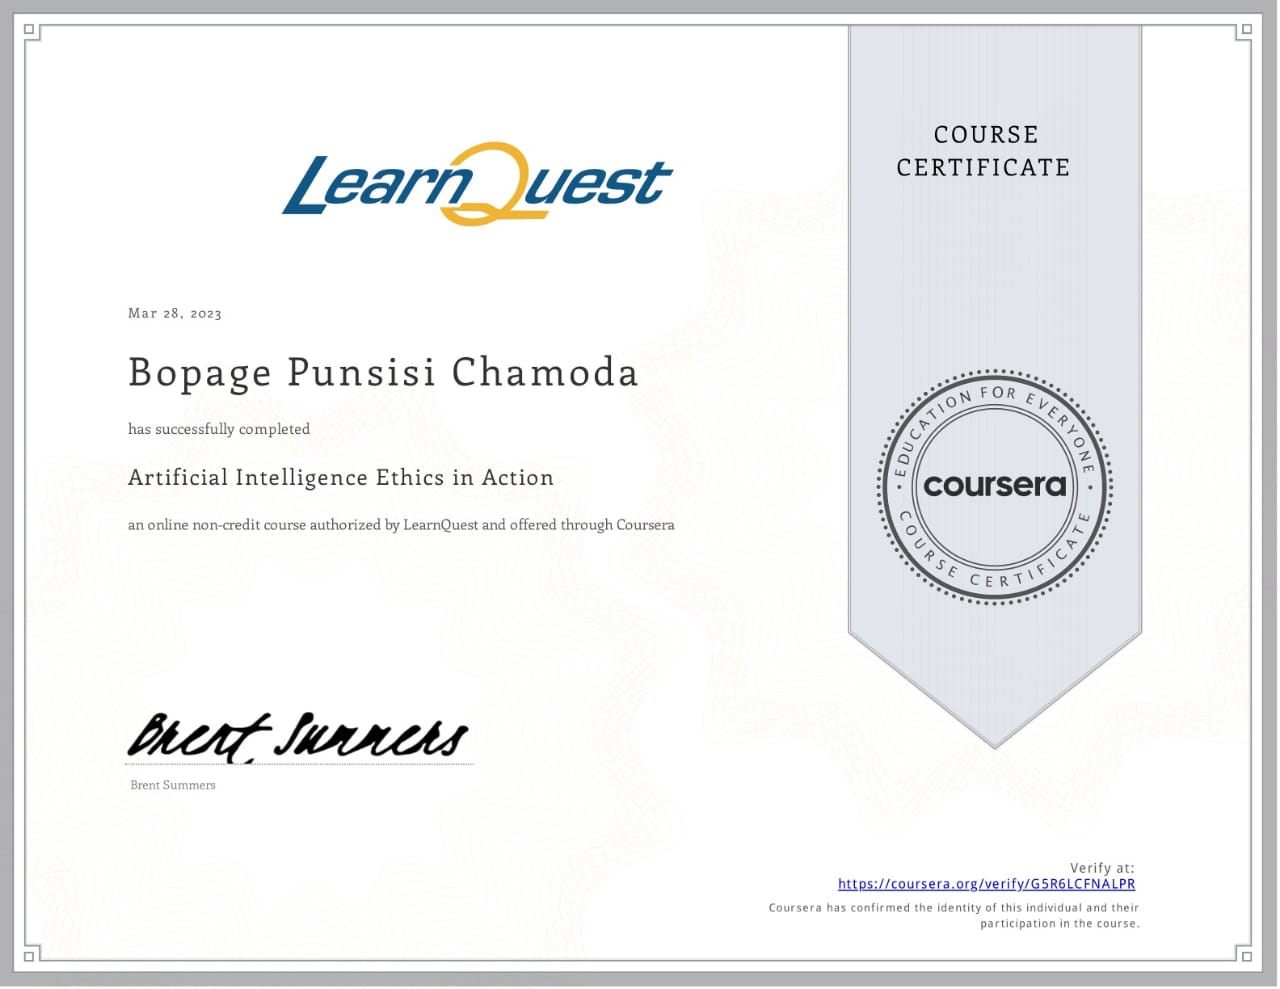 LearnQuest
COURSE
CERTIFICATE
Mar 28, 2023
Bopage Punsisi Chamoda
has successfully completed
Artificial Intelligence Ethics in Action
an online non-credit course authorized by LearnQuest and offered through Coursera
EDUCATION FOR EVERYONE
coursera
COURSE CERTIFICATE
Brent Summers
Brent Summers
Verify at:
https://coursera.org/verify/G5R6LCFNALPR
Coursera has confirmed the identity of this individual and their
participation in the course.